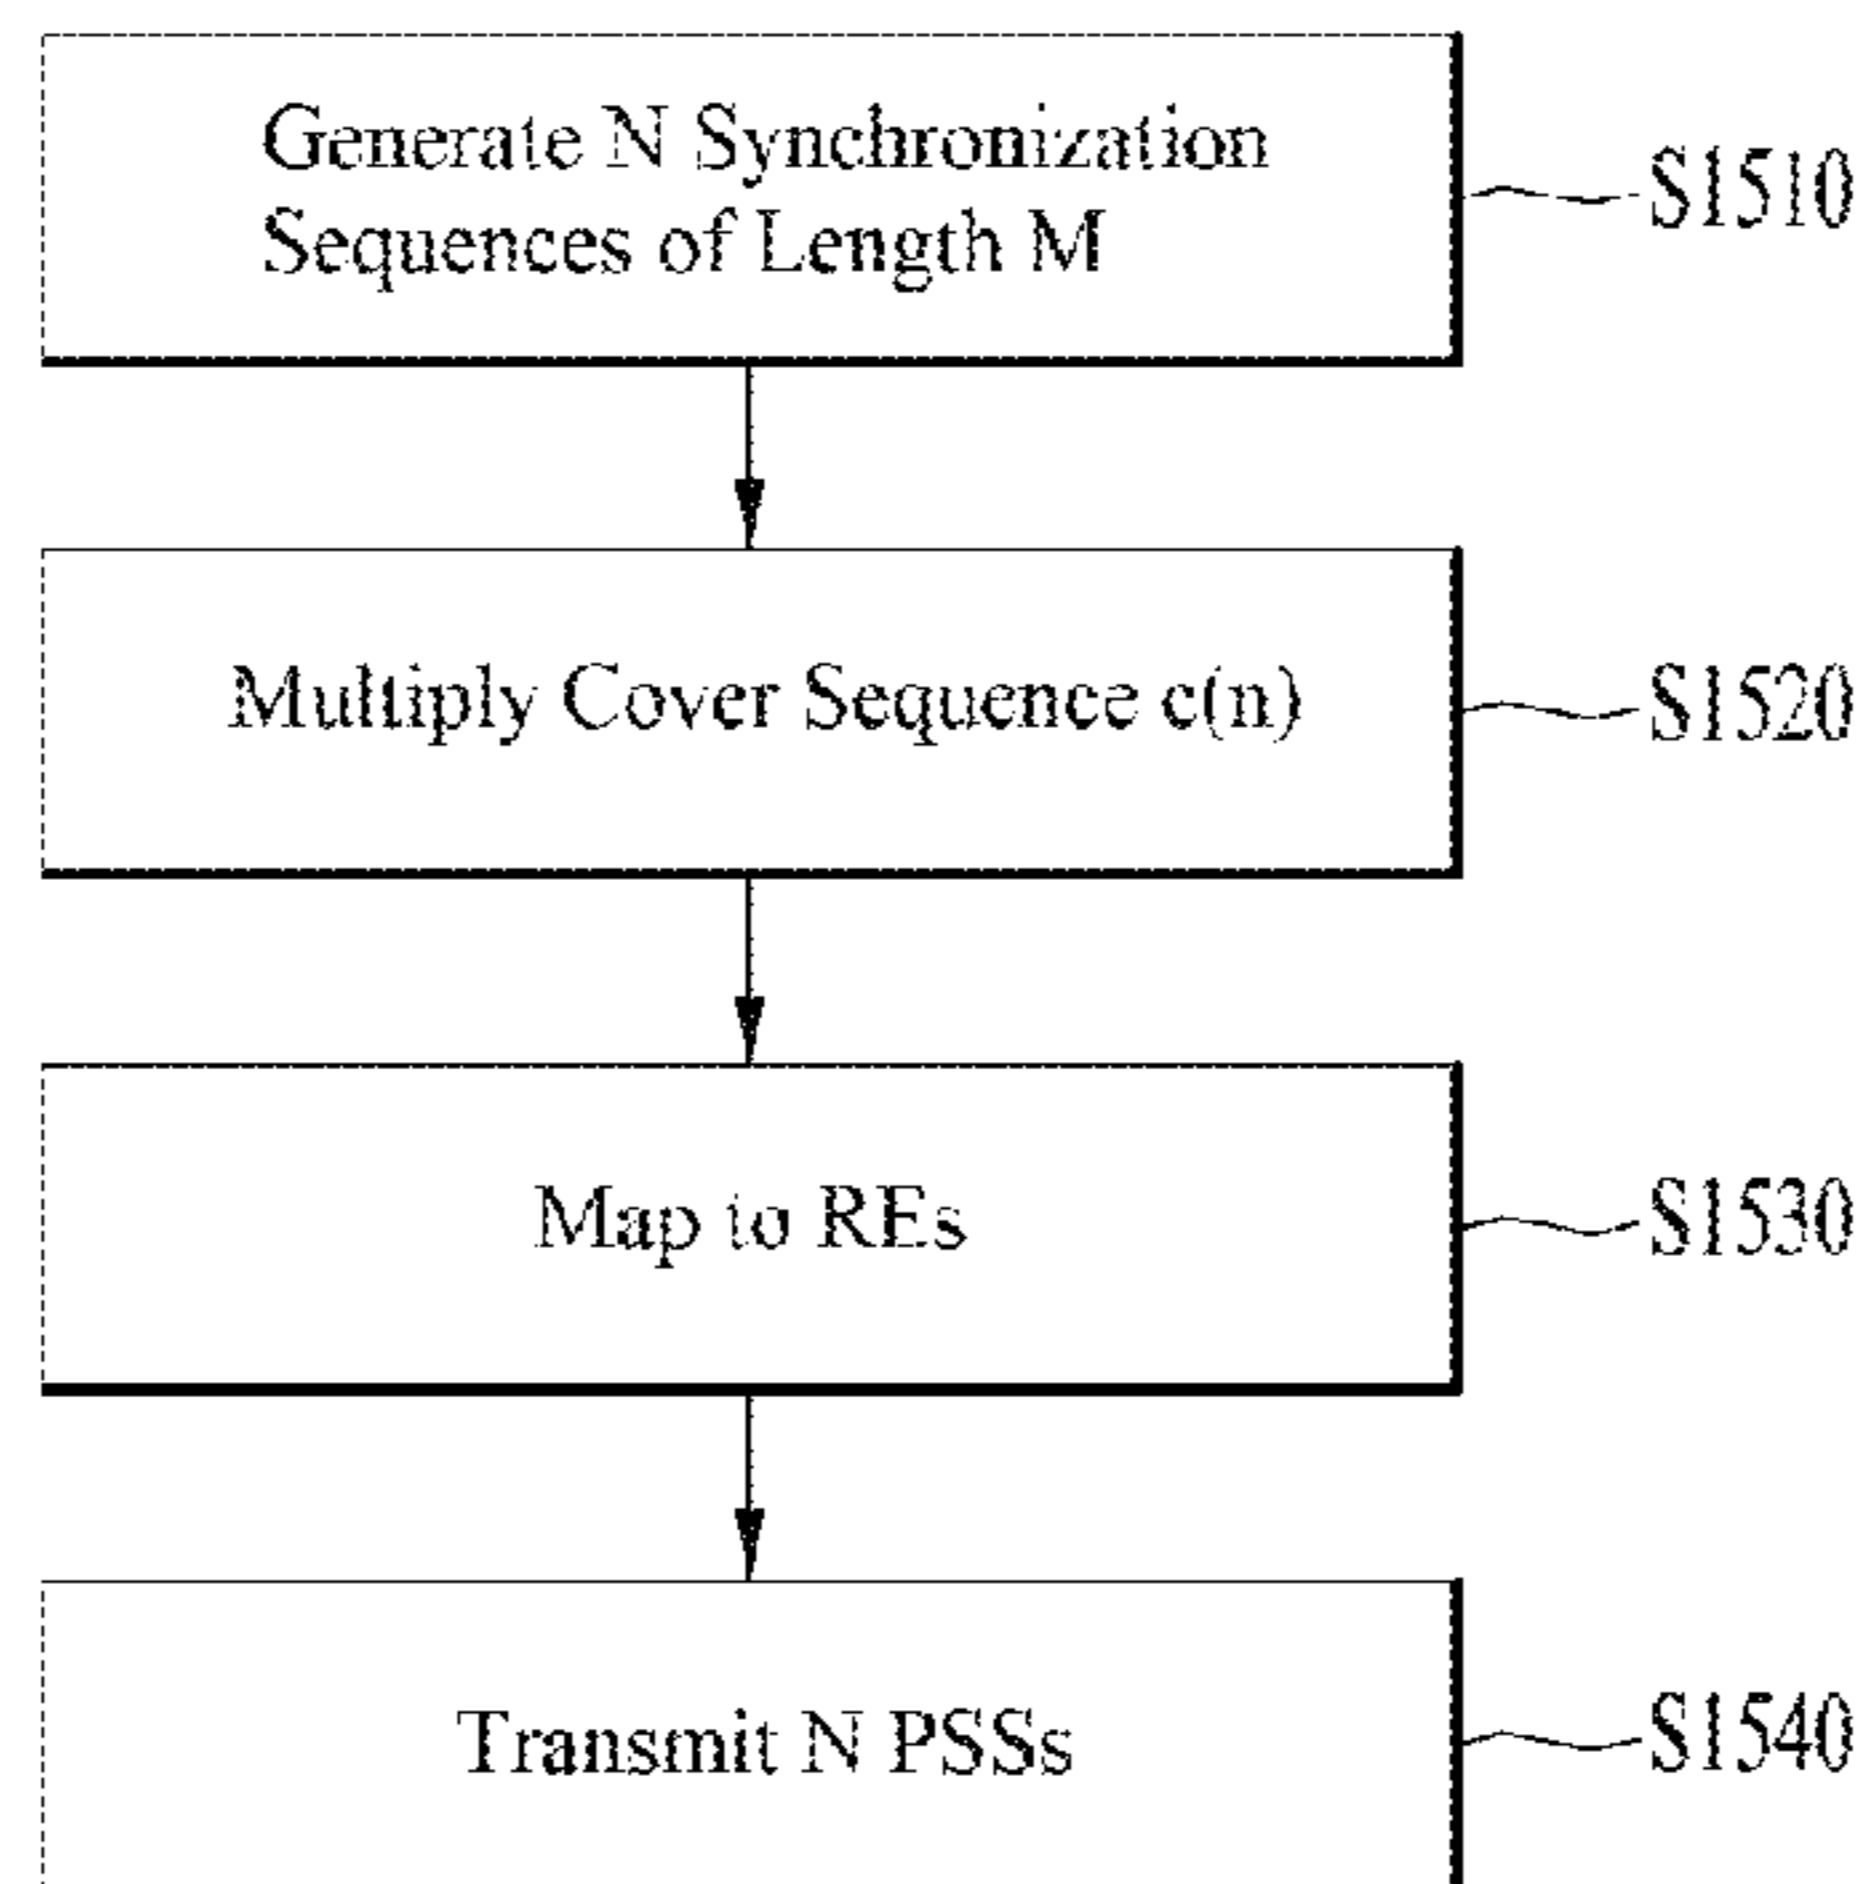 Generate N Synchronization
Sequences of Length M
S1510
Multiply Cover Sequence c(n)
S1520
Map to REs
S1530
Transmit N PSSs
S1540